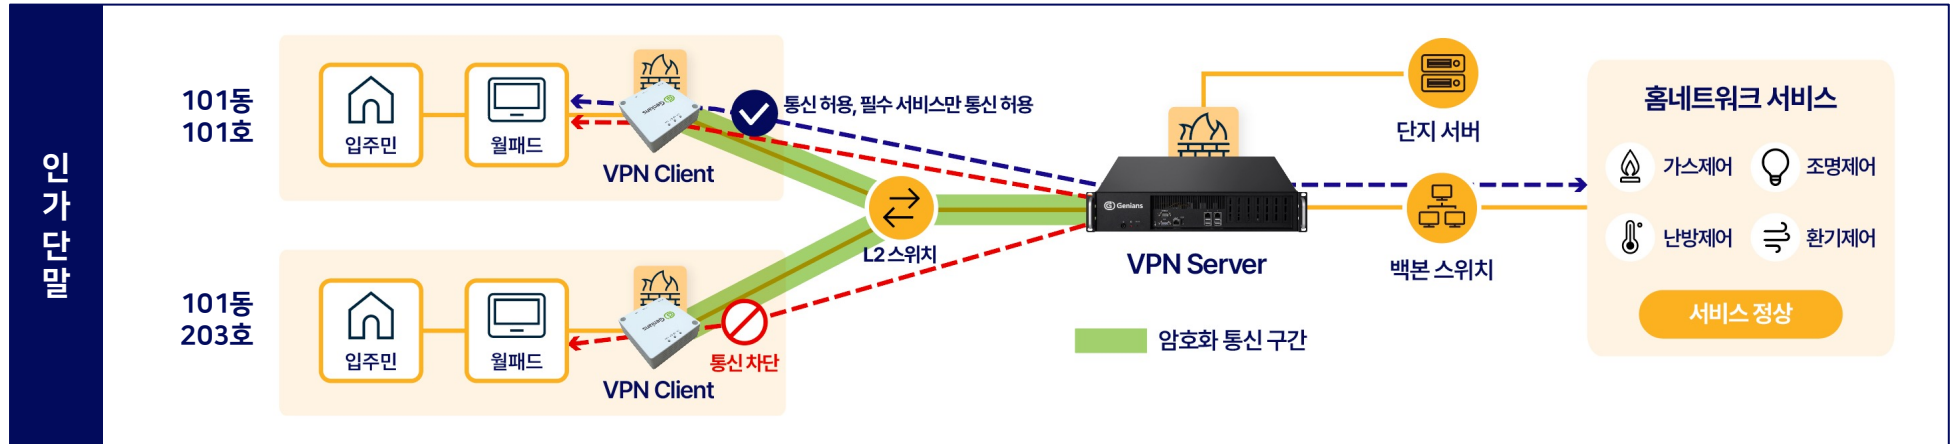 인가단말
101동
101호
입주민
월패드
Genians
VPN Client
통신 허용, 필수 서비스만 통신 허용
101동
203호
입주민
월패드
Genians
VPN Client
통신 차단
L2 스위치
Genians
VPN Server
암호화 통신 구간
단지 서버
백본 스위치
홈네트워크 서비스
가스제어
조명제어
난방제어
환기제어
서비스 정상